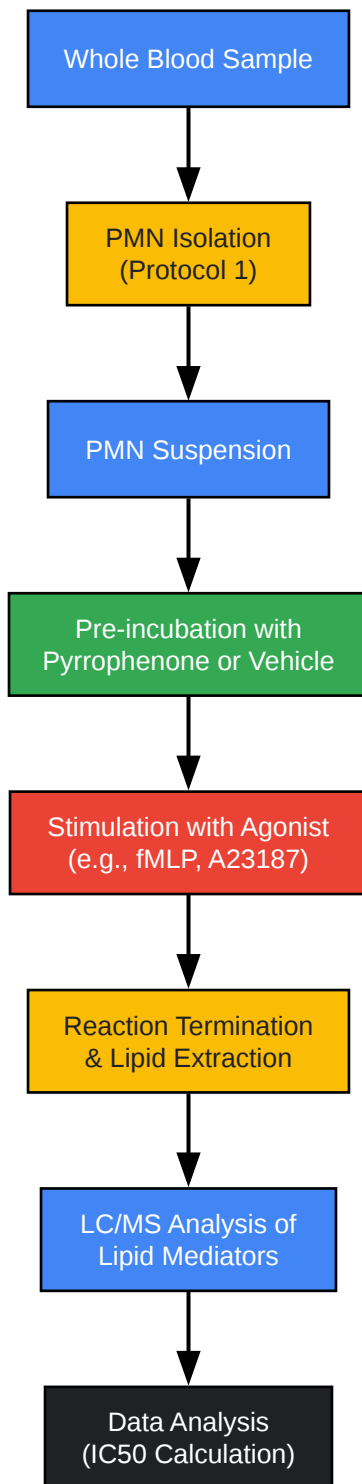 Whole Blood Sample
PMN Isolation
(Protocol 1)
PMN Suspension
Pre-incubation with
Pyrrophenone or Vehicle
Stimulation with Agonist
(e.g., fMLP, A23187)
Reaction Termination
& Lipid Extraction
LC/MS Analysis of
Lipid Mediators
Data Analysis
(IC50 Calculation)